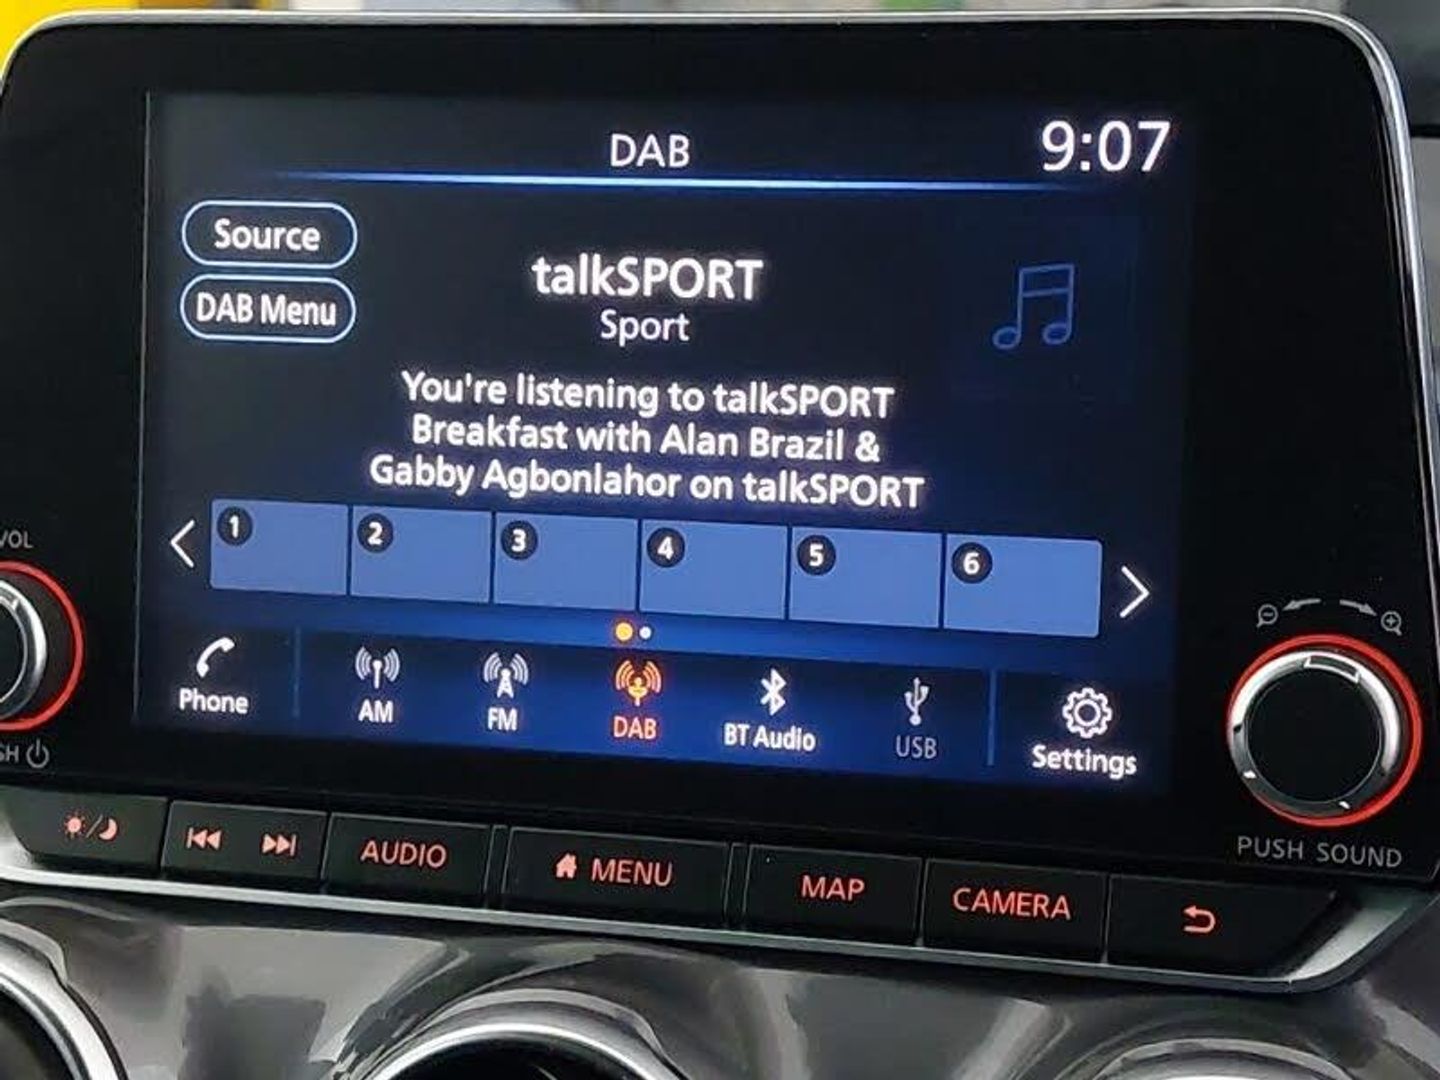 DAB
9:07
Source
DAB Menu
talkSPORT
Sport
You're listening to talkSPORT
Breakfast with Alan Brazil &
Gabby Agbonlahor on talkSPORT
1 2 3 4 5 6
Phone
AM
FM
DAB
BT Audio
USB
Settings
VOL
SH
PUSH SOUND
AUDIO
MENU
MAP
CAMERA